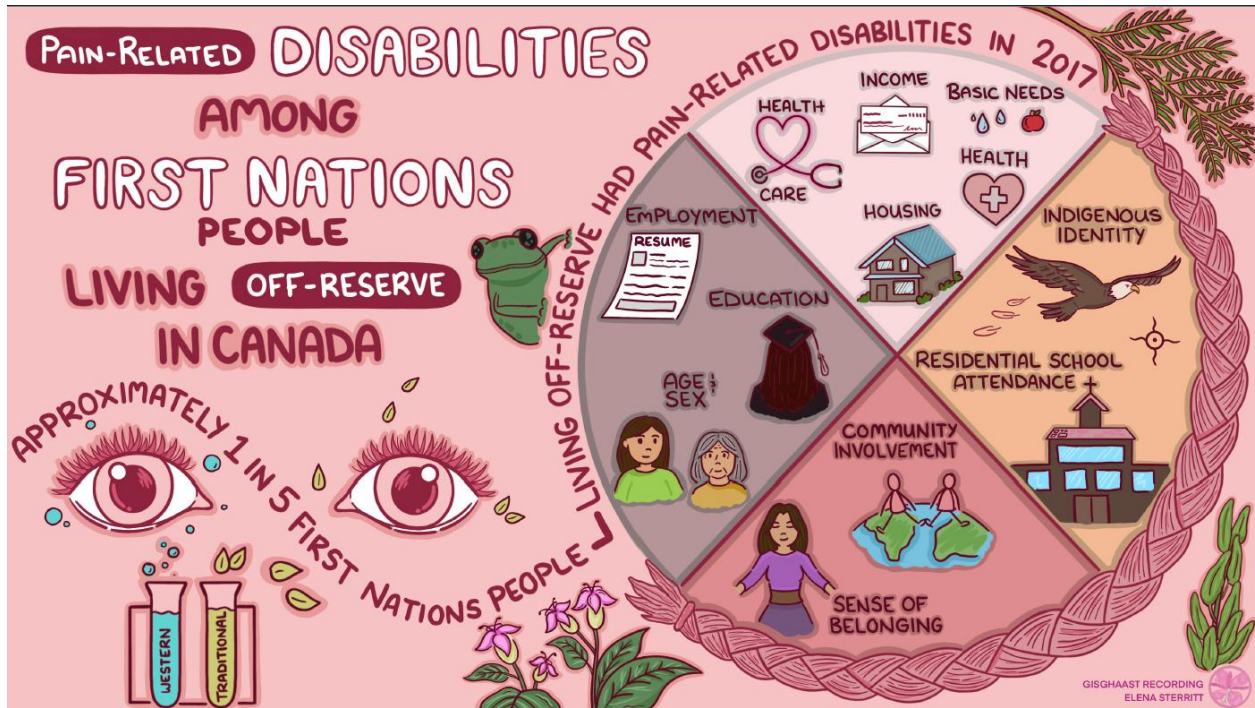 PAIN-RELATED DISABILITIES
AMONG
FIRST NATIONS
PEOPLE
LIVING OFF-RESERVE
IN CANADA
APPROXIMATELY 1 IN 5 FIRST NATIONS PEOPLE
LIVING OFF-RESERVE HAD PAIN-RELATED DISABILITIES IN 2017
WESTERN
TRADITIONAL
HEALTH
CARE
INCOME
BASIC NEEDS
HEALTH
HOUSING
EMPLOYMENT
RESUME
EDUCATION
AGE &
SEX
INDIGENOUS
IDENTITY
RESIDENTIAL SCHOOL
ATTENDANCE
COMMUNITY
INVOLVEMENT
SENSE OF
BELONGING
GISGHAAST RECORDING
ELENA STERRITT